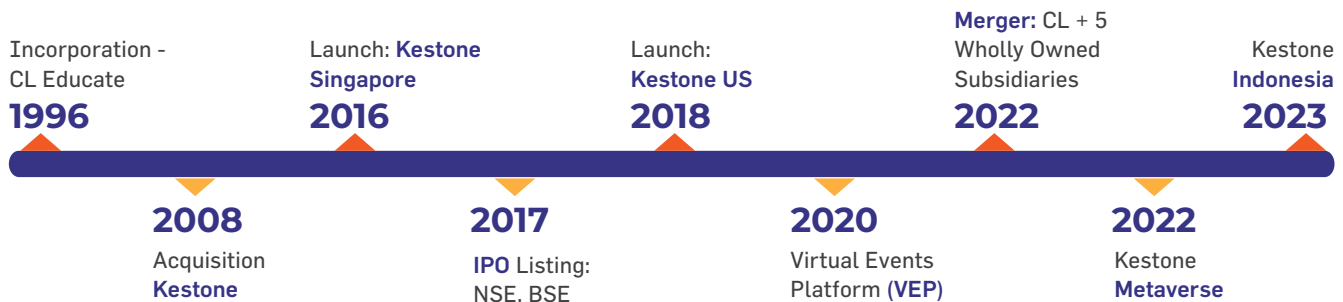 Incorporation -
CL Educate
1996
2008
Acquisition
Kestone
Launch: Kestone
Singapore
2016
2017
IPO Listing:
NSE, BSE
Launch:
Kestone US
2018
2020
Virtual Events
Platform (VEP)
Merger: CL + 5
Wholly Owned
Subsidiaries
2022
2022
Kestone
Metaverse
Kestone
Indonesia
2023